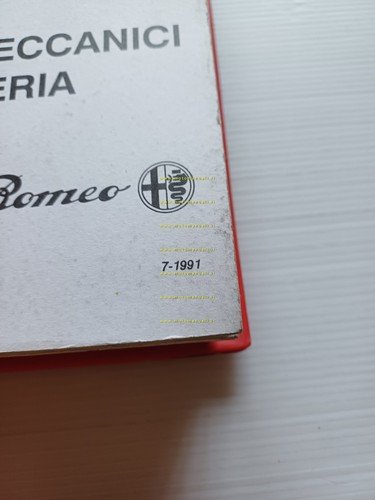 ECCANICI
ERIA
Romeo
7-1991